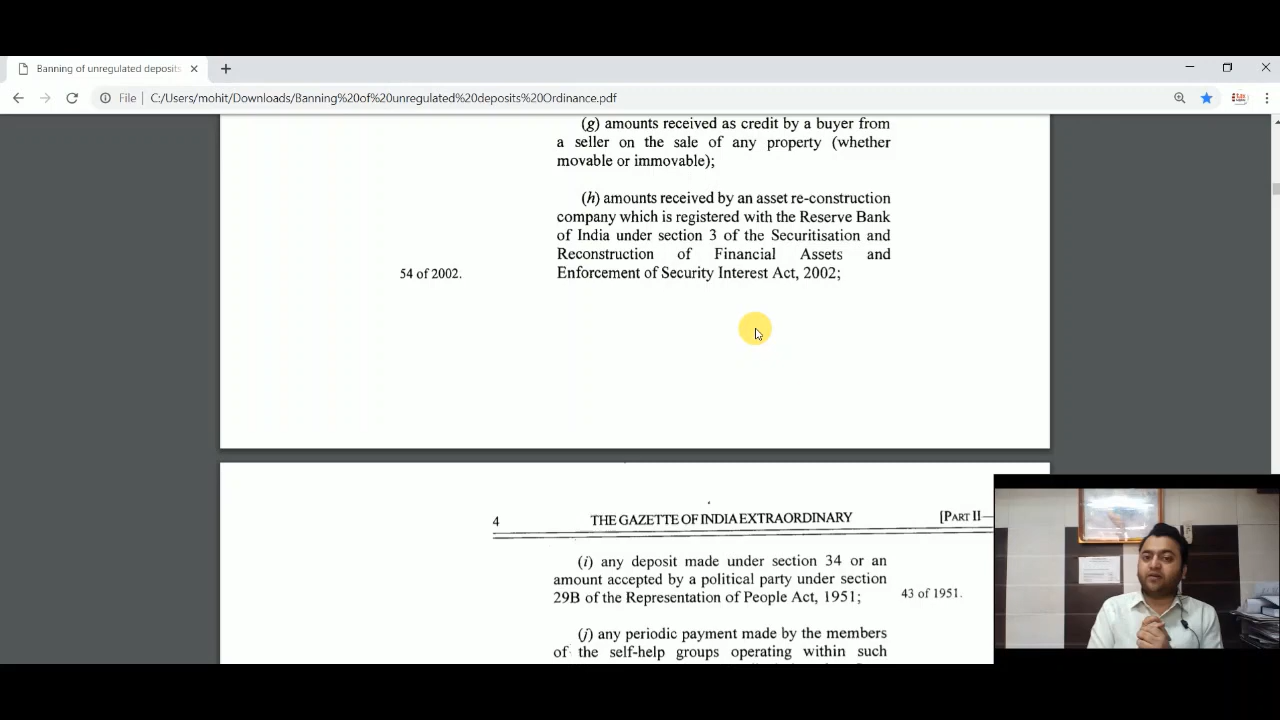 Banning of unregulated deposits
File
C:/Users/mohit/Downloads/Banning%20of%20unregulated%20deposits%20Ordinance.pdf
(g) amounts received as credit by a buyer from
a seller on the sale of any property (whether
movable or immovable);
(h) amounts received by an asset re-construction
company which is registered with the Reserve Bank
of India under section 3 of the Securitisation and
Reconstruction of Financial Assets and
54 of 2002. Enforcement of Security Interest Act, 2002;
4 THE GAZETTE OF INDIA EXTRAORDINARY [PART II—
(i) any deposit made under section 34 or an
amount accepted by a political party under section
29B of the Representation of People Act, 1951; 43 of 1951.
(j) any periodic payment made by the members
of the self-help groups operating within such